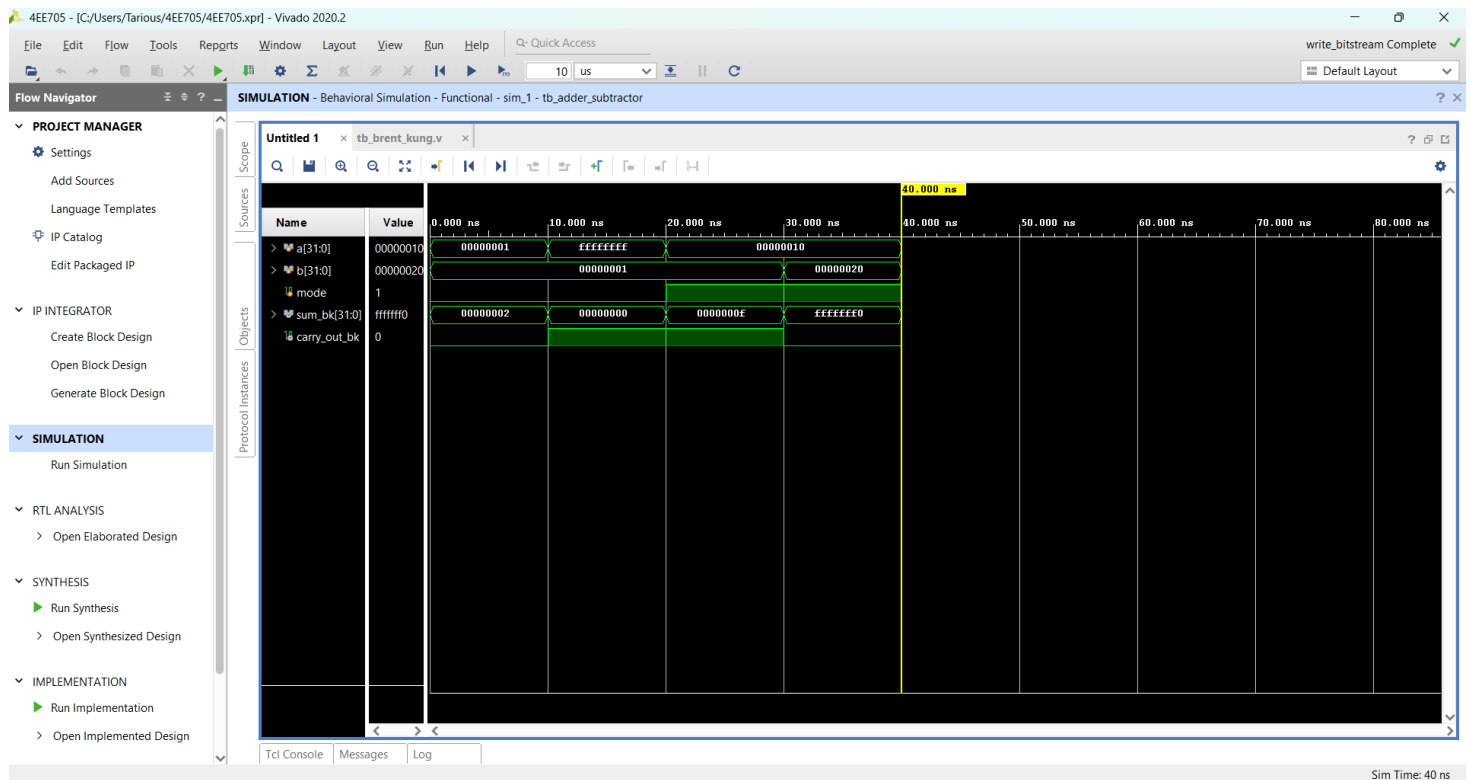 4EE705 - [C:/Users/Tarious/4EE705/4EE705.xpr] - Vivado 2020.2
File Edit Flow Tools Reports Window Layout View Run Help Q- Quick Access write_bitstream Complete
10 us Default Layout
Flow Navigator ? SIMULATION - Behavioral Simulation - Functional - sim_1 - tb_adder_subtractor ?
PROJECT MANAGER
Settings
Add Sources
Language Templates
IP Catalog
Edit Packaged IP
IP INTEGRATOR
Create Block Design
Open Block Design
Generate Block Design
SIMULATION
Run Simulation
RTL ANALYSIS
Open Elaborated Design
SYNTHESIS
Run Synthesis
Open Synthesized Design
IMPLEMENTATION
Run Implementation
Open Implemented Design
Scope
Sources
Objects
Protocol Instances
Untitled 1 tb_brent_kung.v ?
40.000 ns
Name Value 0.000 ns 10.000 ns 20.000 ns 30.000 ns 40.000 ns 50.000 ns 60.000 ns 70.000 ns 80.000 ns
a[31:0] 00000010 00000001 ffffffff 00000010
b[31:0] 00000020 00000001 00000020
mode 1
sum_bk[31:0] fffffff0 00000002 00000000 0000000f fffffff0
carry_out_bk 0
Tcl Console Messages Log
Sim Time: 40 ns